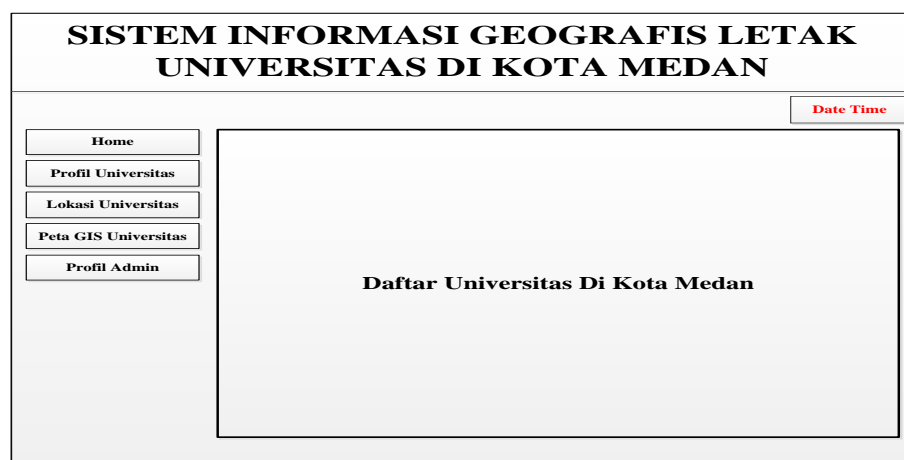 SISTEM INFORMASI GEOGRAFIS LETAK
UNIVERSITAS DI KOTA MEDAN
Date Time
Home
Profil Universitas
Lokasi Universitas
Peta GIS Universitas
Profil Admin
Daftar Universitas Di Kota Medan